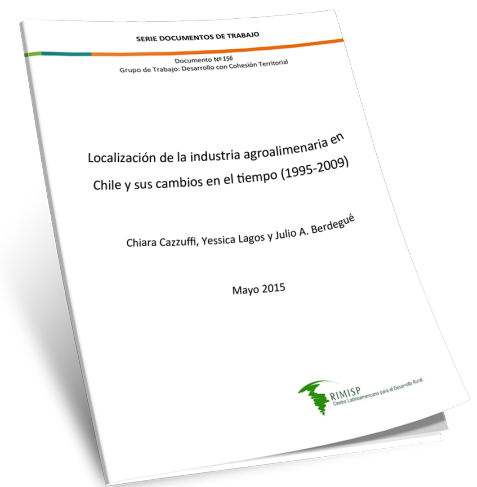 SERIE DOCUMENTOS DE TRABAJO
Documento Nº 156
Grupo de Trabajo: Desarrollo con Cohesión Territorial
Localización de la industria agroalimenaria en
Chile y sus cambios en el tiempo (1995-2009)
Chiara Cazzuffi, Yessica Lagos y Julio A. Berdegué
Mayo 2015
RIMISP
Centro Latinoamericano para el Desarrollo Rural